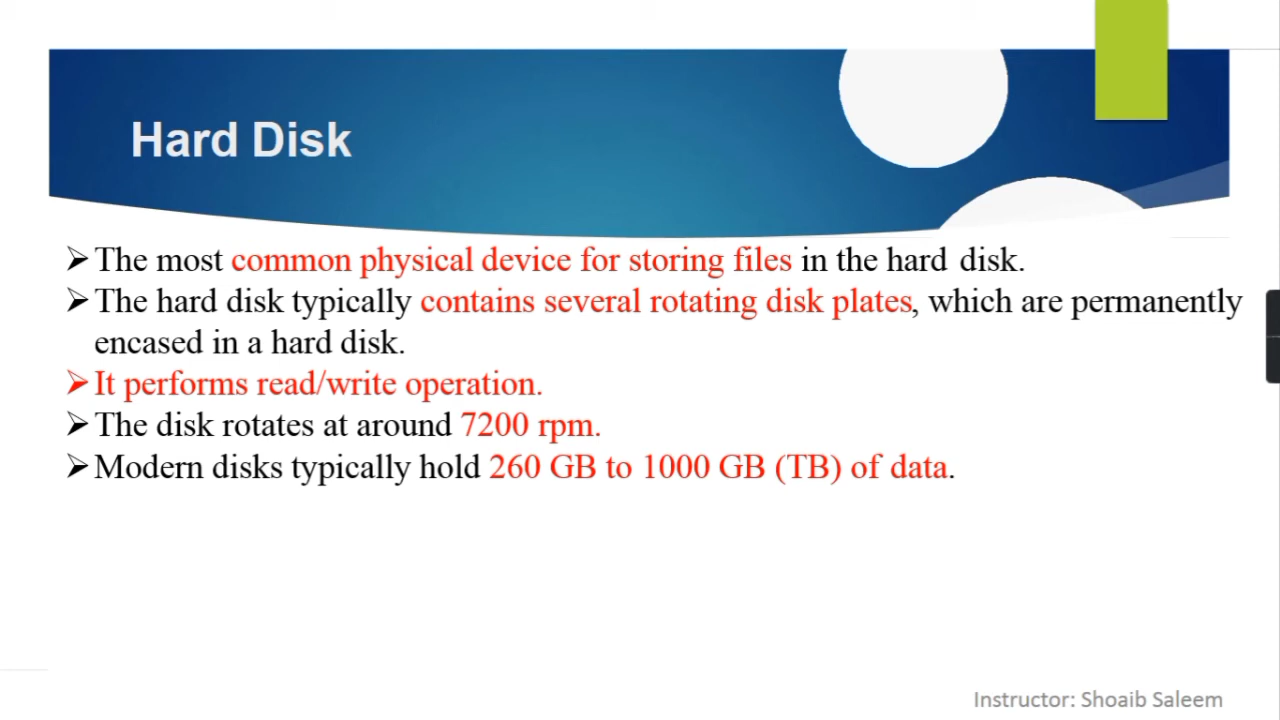 Hard Disk
➢The most common physical device for storing files in the hard disk.
➢The hard disk typically contains several rotating disk plates, which are permanently
encased in a hard disk.
➢It performs read/write operation.
➢The disk rotates at around 7200 rpm.
➢Modern disks typically hold 260 GB to 1000 GB (TB) of data.
Instructor: Shoaib Saleem